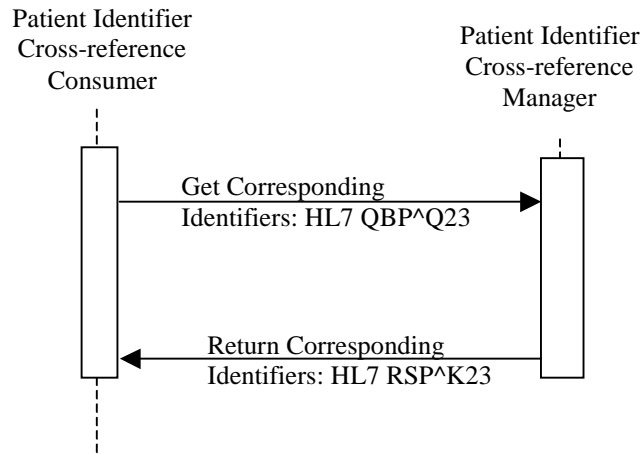 Patient Identifier
Cross-reference
Consumer
Patient Identifier
Cross-reference
Manager
Get Corresponding
Identifiers: HL7 QBP^Q23
Return Corresponding
Identifiers: HL7 RSP^K23